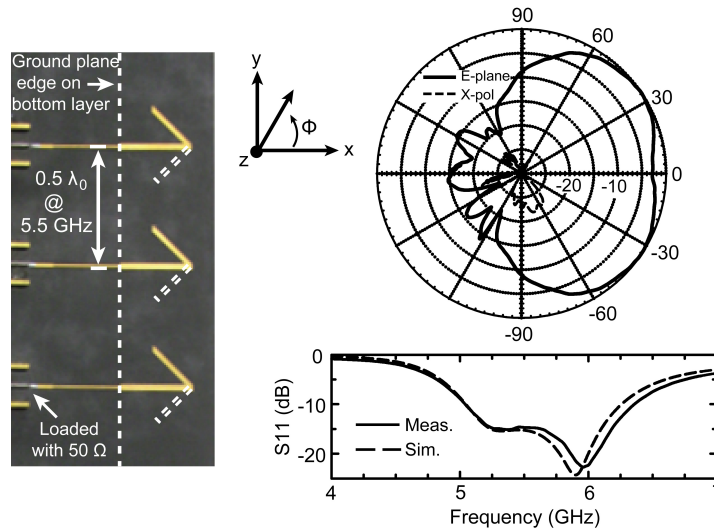 Ground plane
edge on
bottom layer
0.5 λ0
@
5.5 GHz
Loaded
with 50 Ω
y
Φ
z
x
90
60
30
0
-30
-60
-90
E-plane
X-pol
-20
-10
0
-10
-20
S11 (dB)
Meas.
Sim.
4
5
6
7
Frequency (GHz)